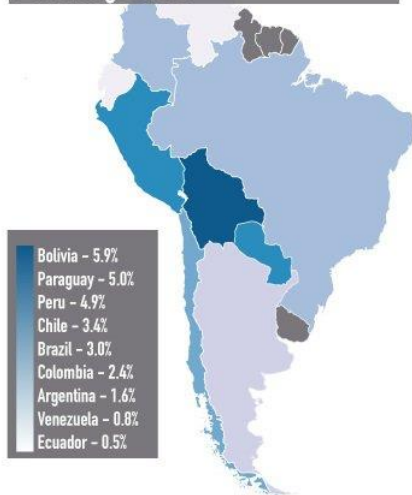 Bolivia – 5.9%
Paraguay – 5.0%
Peru – 4.9%
Chile – 3.4%
Brazil – 3.0%
Colombia – 2.4%
Argentina – 1.6%
Venezuela – 0.8%
Ecuador – 0.5%